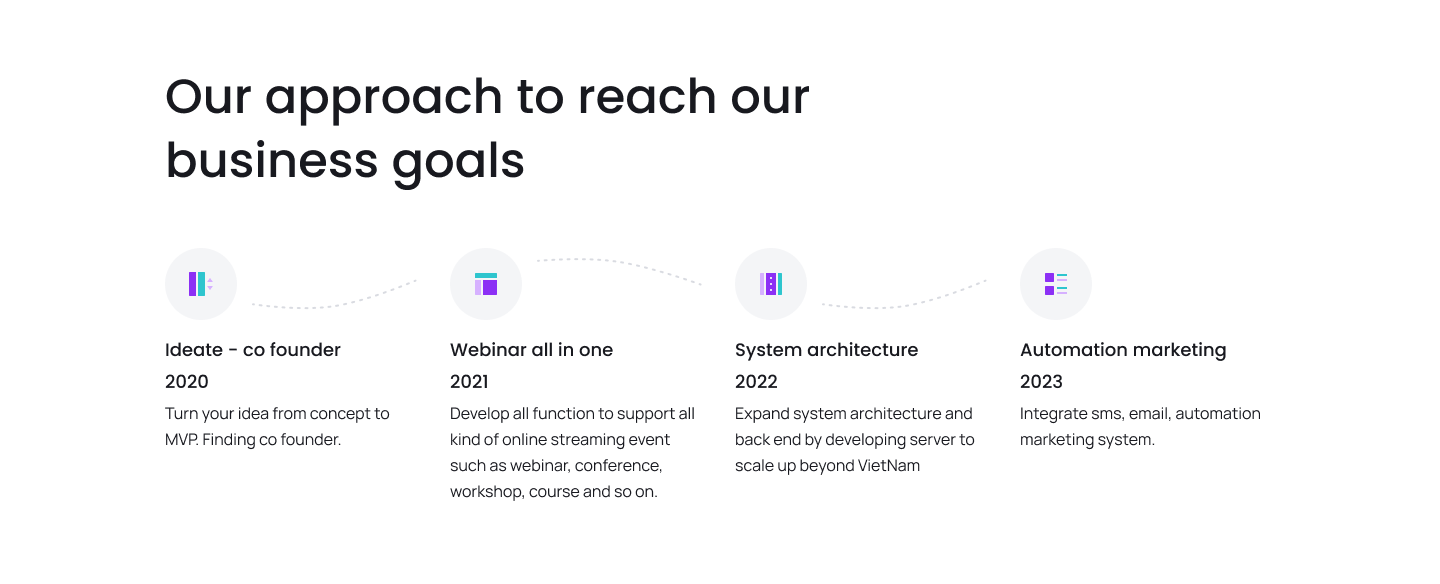 Our approach to reach our
business goals
Ideate - co founder
2020
Turn your idea from concept to
MVP. Finding co founder.
Webinar all in one
2021
Develop all function to support all
kind of online streaming event
such as webinar, conference,
workshop, course and so on.
System architecture
2022
Expand system architecture and
back end by developing server to
scale up beyond VietNam
Automation marketing
2023
Integrate sms, email, automation
marketing system.